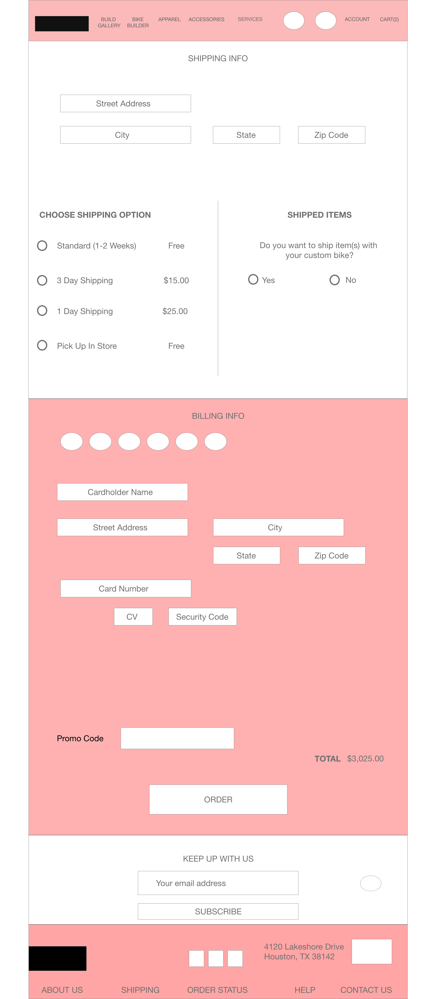 BUILD GALLERY
BIKE BUILDER
APPAREL
ACCESSORIES
SERVICES
ACCOUNT
CART(2)
SHIPPING INFO
Street Address
City
State
Zip Code
CHOOSE SHIPPING OPTION
Standard (1-2 Weeks) Free
3 Day Shipping $15.00
1 Day Shipping $25.00
Pick Up In Store Free
SHIPPED ITEMS
Do you want to ship item(s) with
your custom bike?
Yes
No
BILLING INFO
Cardholder Name
Street Address
City
State
Zip Code
Card Number
CV
Security Code
Promo Code
TOTAL $3,025.00
ORDER
KEEP UP WITH US
Your email address
SUBSCRIBE
4120 Lakeshore Drive
Houston, TX 38142
ABOUT US
SHIPPING
ORDER STATUS
HELP
CONTACT US